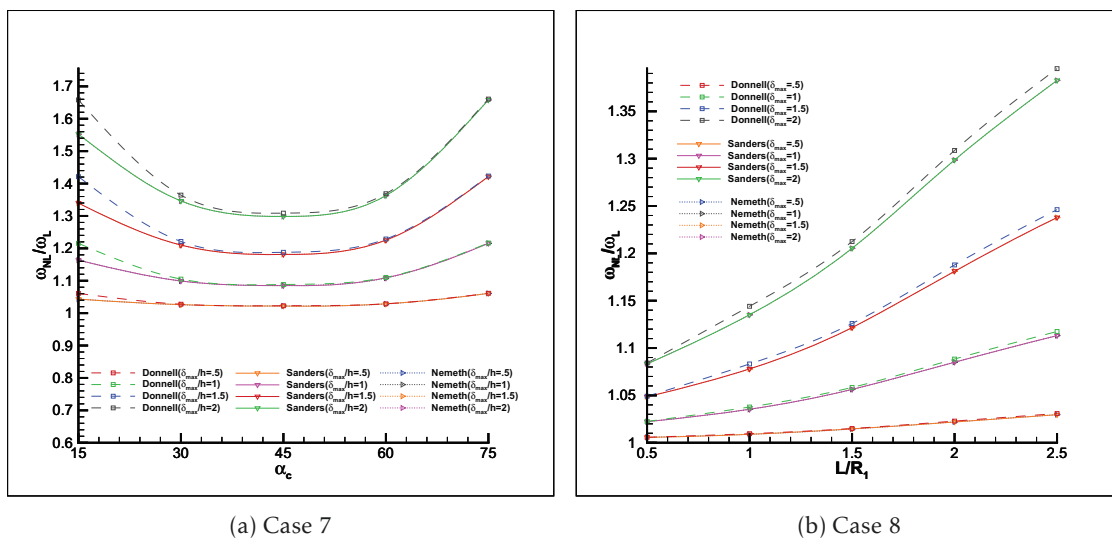 1.7
1.6
1.5
1.4
1.3
1.2
1.1
1
0.9
0.8
0.7
0.6
ω_NL/ω_L
Donnell(δ_max/h=.5)
Donnell(δ_max/h=1)
Donnell(δ_max/h=1.5)
Donnell(δ_max/h=2)
Sanders(δ_max/h=.5)
Sanders(δ_max/h=1)
Sanders(δ_max/h=1.5)
Sanders(δ_max/h=2)
Nemeth(δ_max/h=.5)
Nemeth(δ_max/h=1)
Nemeth(δ_max/h=1.5)
Nemeth(δ_max/h=2)
15 30 45 60 75
α_c
(a) Case 7
1.35
1.3
1.25
1.2
1.15
1.1
1.05
1
ω_NL/ω_L
Donnell(δ_max=.5)
Donnell(δ_max=1)
Donnell(δ_max=1.5)
Donnell(δ_max=2)
Sanders(δ_max=.5)
Sanders(δ_max=1)
Sanders(δ_max=1.5)
Sanders(δ_max=2)
Nemeth(δ_max=.5)
Nemeth(δ_max=1)
Nemeth(δ_max=1.5)
Nemeth(δ_max=2)
0.5 1 1.5 2 2.5
L/R_1
(b) Case 8